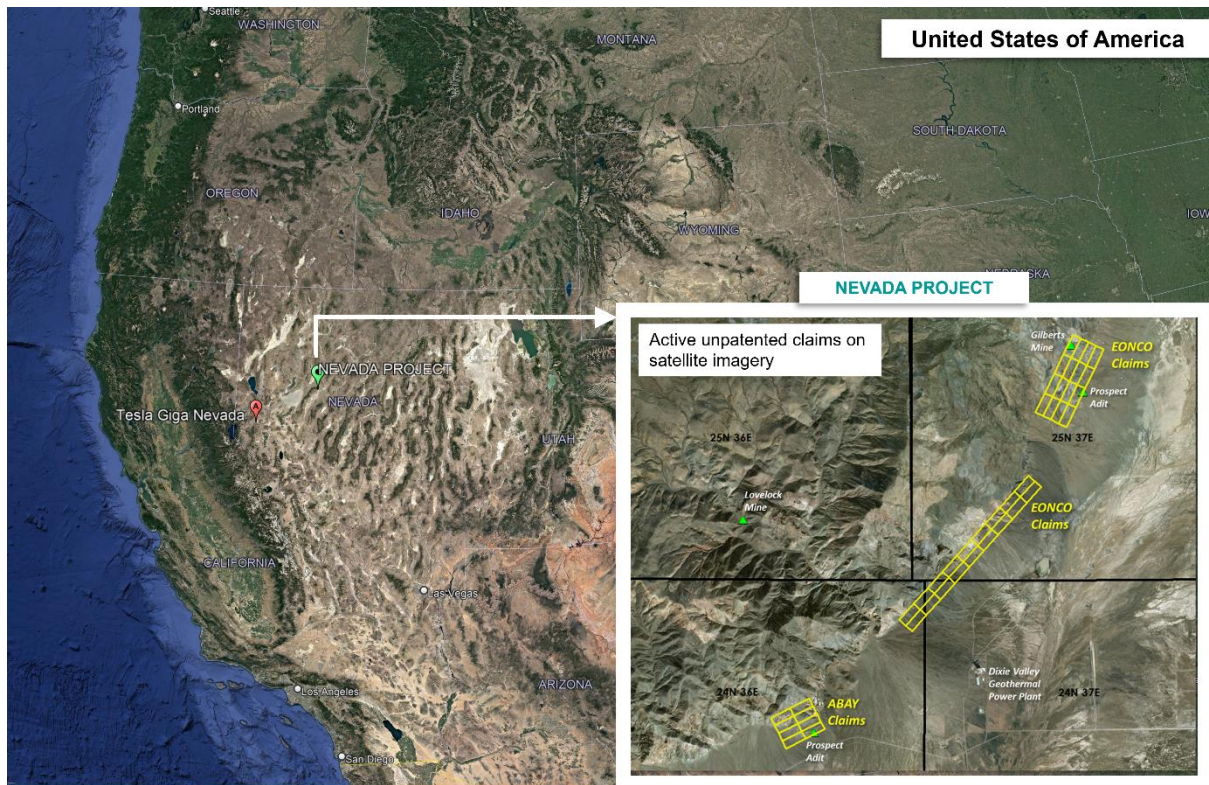 United States of America
Seattle
WASHINGTON
MONTANA
Portland
SOUTH DAKOTA
OREGON
IDAHO
IOW
WYOMING
NEBRASKA
NEVADA PROJECT
NEVADA PROJECT
NEVADA
A
Tesla Giga Nevada
UTAH
CALIFORNIA
Las Vegas
Los Angeles
ARIZONA
San Diego
Active unpatented claims on
satellite imagery
Gilberts
Mine
EONCO
Claims
Prospect
Adit
25N 36E
25N 37E
Lovelock
Mine
EONCO
Claims
Dixie Valley
Geothermal
Power Plant
24N 36E
24N 37E
ABAY
Claims
Prospect
Adit